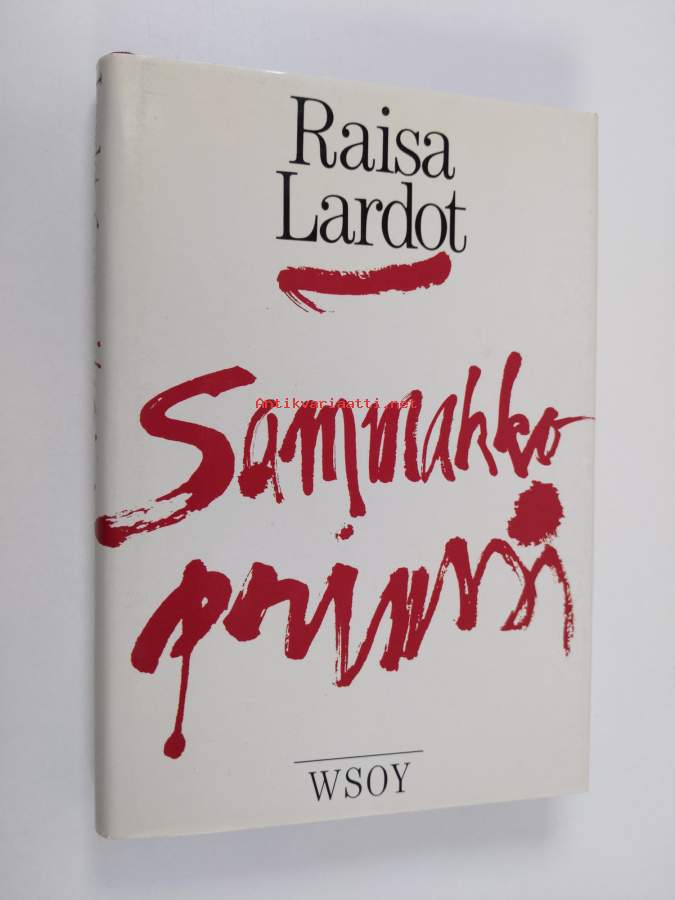 Raisa
Lardot
Sammakko
prinssi
WSOY
Antikvariaatti.net